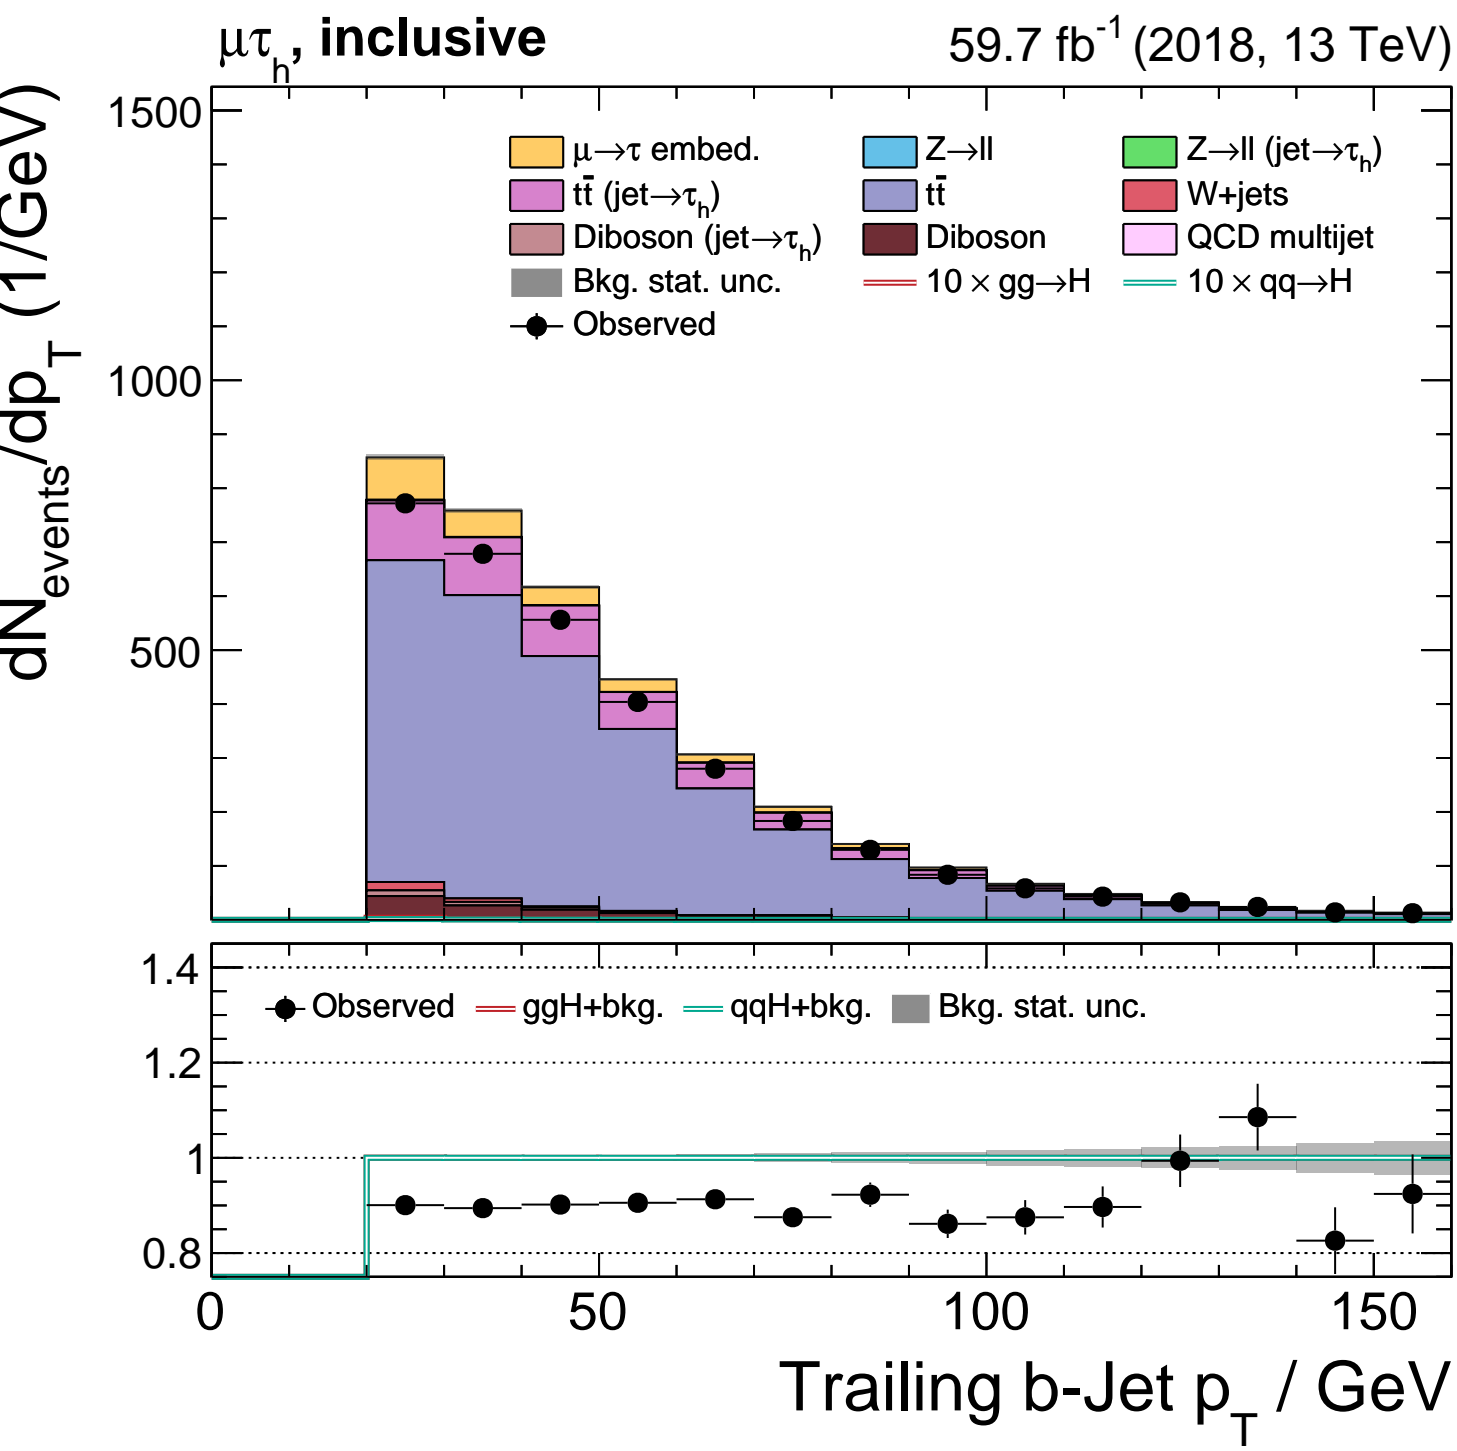 μτh, inclusive
59.7 fb-1 (2018, 13 TeV)
dNevents/dpT (1/GeV)
1500
1000
500
μ→τ embed.
Z→ll
Z→ll (jet→τh)
tt̄ (jet→τh)
tt̄
W+jets
Diboson (jet→τh)
Diboson
QCD multijet
Bkg. stat. unc.
10 × gg→H
10 × qq→H
Observed
1.4
1.2
1
0.8
Observed
ggH+bkg.
qqH+bkg.
Bkg. stat. unc.
0
50
100
150
Trailing b-Jet pT / GeV